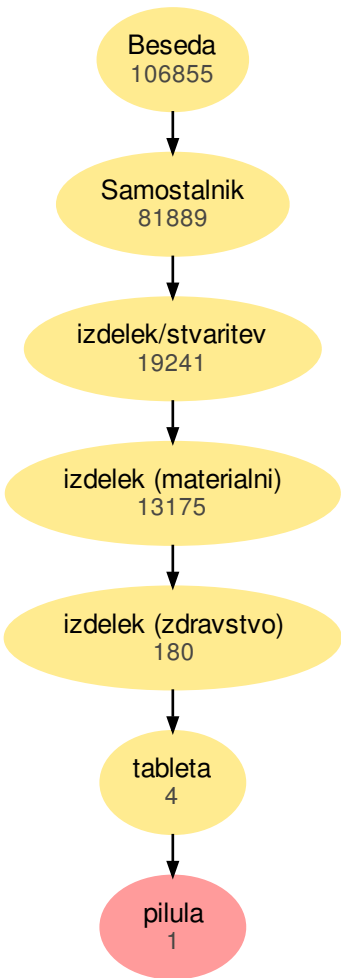 Beseda
106855
Samostalnik
81889
izdelek/stvaritev
19241
izdelek (materialni)
13175
izdelek (zdravstvo)
180
tableta
4
pilula
1